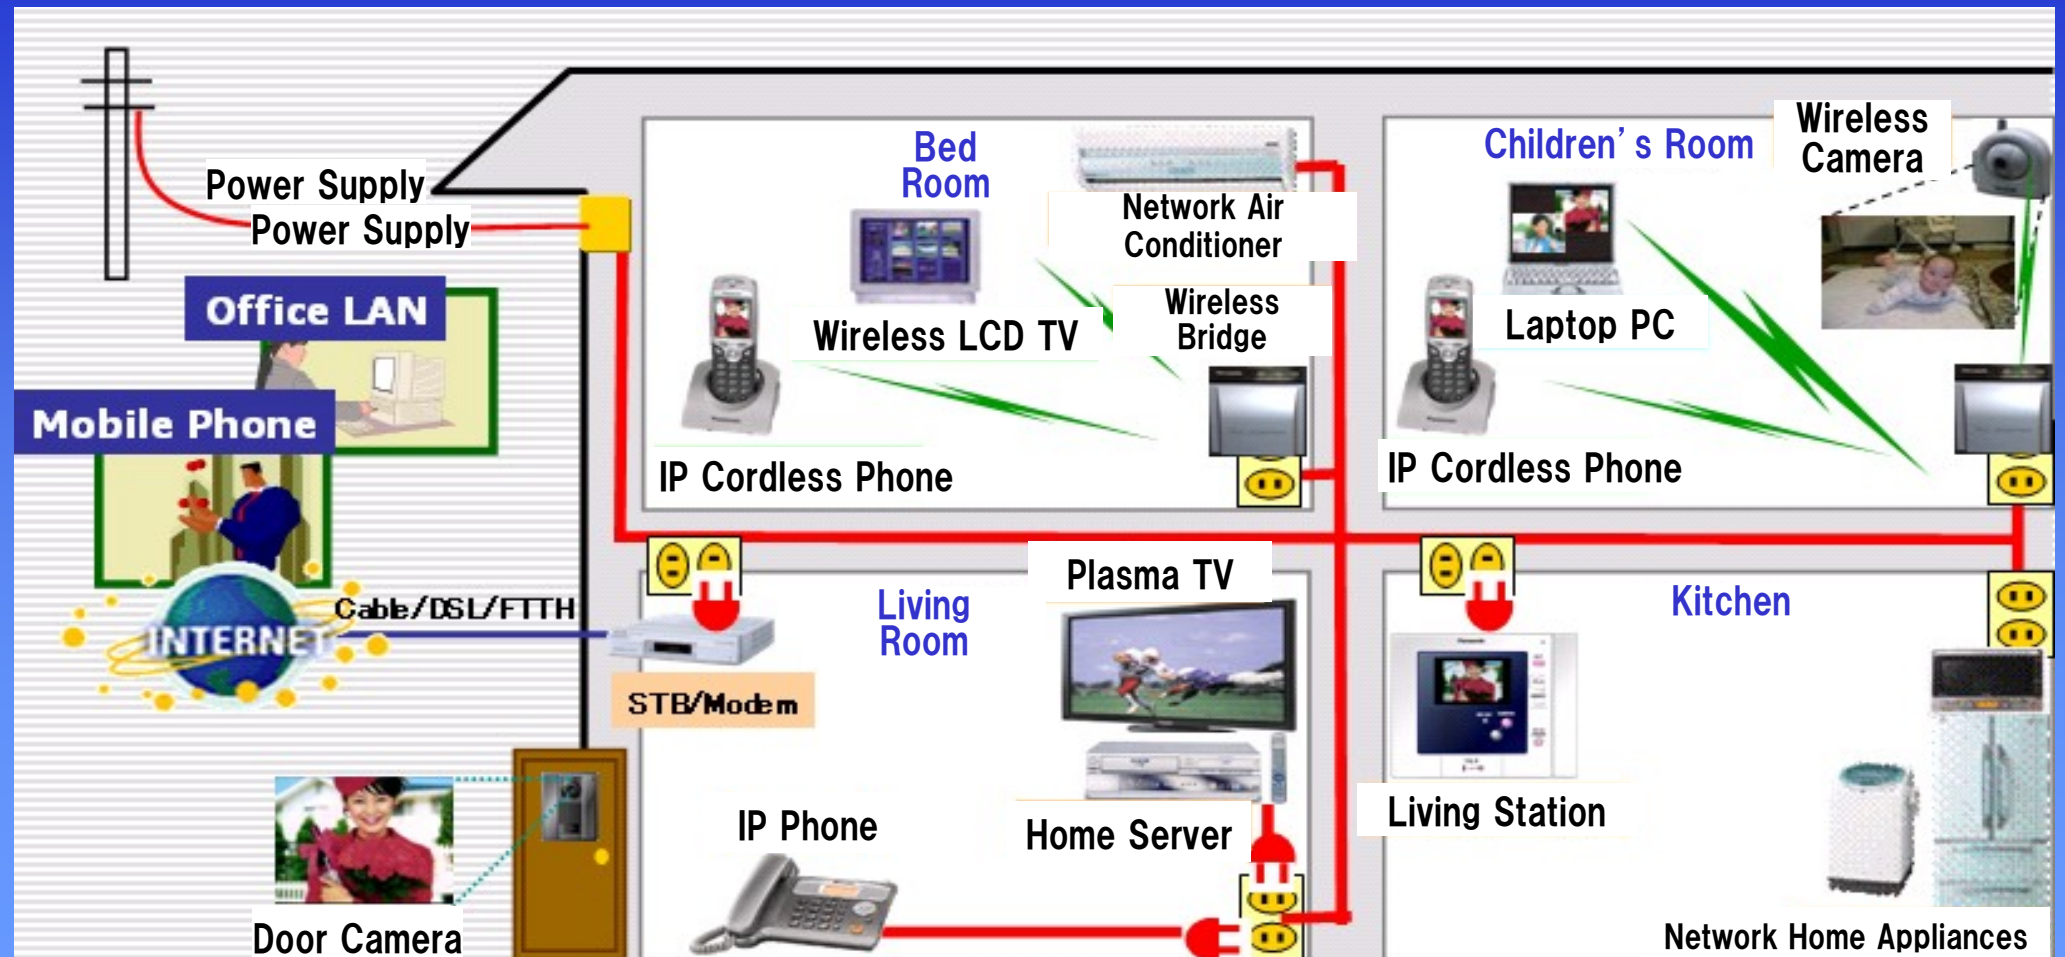 Power Supply
Power Supply
Office LAN
Mobile Phone
INTERNET
Cable/DSL/FTTH
STB/Modem
Door Camera
Bed
Room
Network Air
Conditioner
Wireless LCD TV
Wireless
Bridge
IP Cordless Phone
Children's Room
Wireless
Camera
Laptop PC
IP Cordless Phone
Living
Room
Plasma TV
IP Phone
Home Server
Kitchen
Living Station
Network Home Appliances